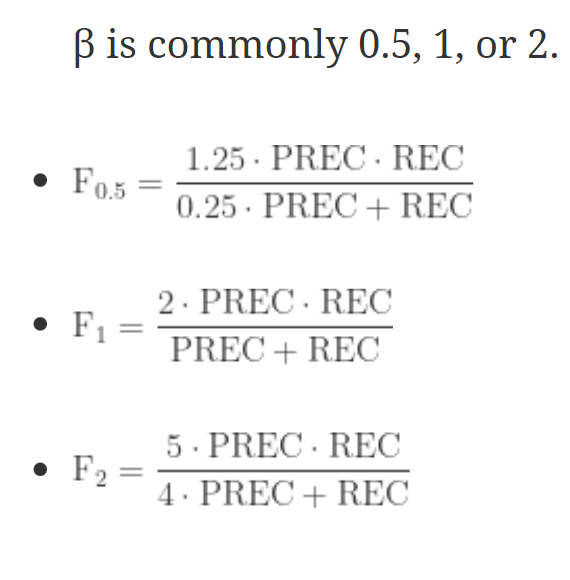 β is commonly 0.5, 1, or 2.
• F₀.₅ = (1.25 · PREC · REC) / (0.25 · PREC + REC)
• F₁ = (2 · PREC · REC) / (PREC + REC)
• F₂ = (5 · PREC · REC) / (4 · PREC + REC)